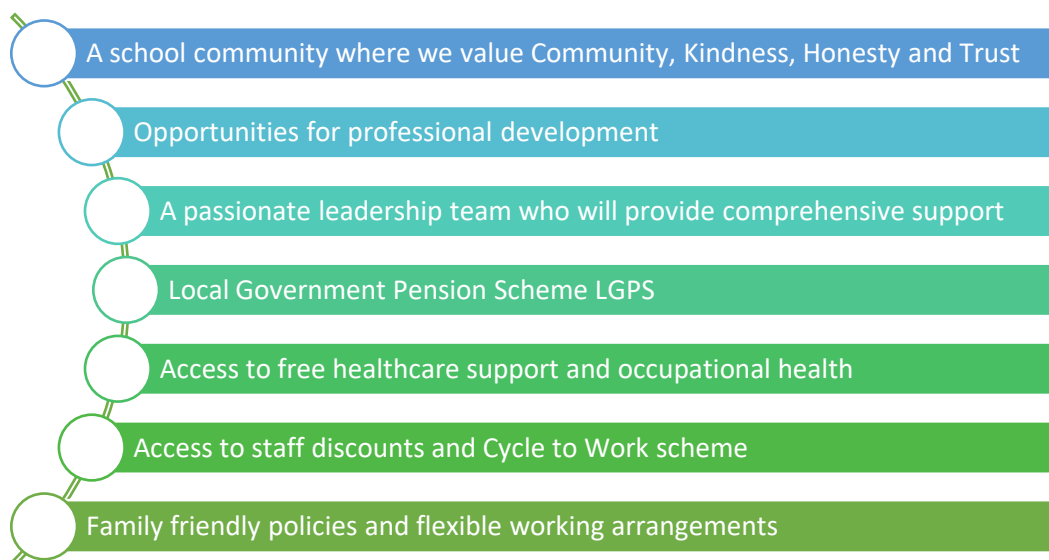 A school community where we value Community, Kindness, Honesty and Trust
Opportunities for professional development
A passionate leadership team who will provide comprehensive support
Local Government Pension Scheme LGPS
Access to free healthcare support and occupational health
Access to staff discounts and Cycle to Work scheme
Family friendly policies and flexible working arrangements